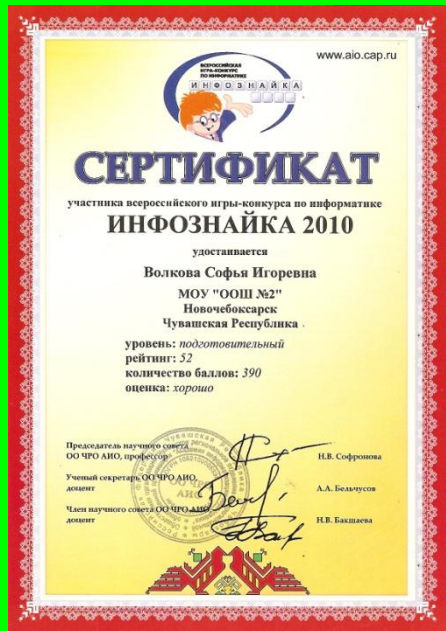 www.aio.cap.ru
ВСЕРОССИЙСКАЯ
ИГРА-КОНКУРС
ПО ИНФОРМАТИКЕ
ИНФОЗНАЙКА
СЕРТИФИКАТ
участника всероссийского игры-конкурса по информатике
ИНФОЗНАЙКА 2010
удостаивается
Волкова Софья Игоревна
МОУ "ООШ №2"
Новочебоксарск
Чувашская Республика
уровень: подготовительный
рейтинг: 52
количество баллов: 390
оценка: хорошо
Председатель научного совета
ОО ЧРО АИО, профессор
Н.В. Софронова
Ученый секретарь ОО ЧРО АИО,
доцент
А.А. Бельчусов
Член научного совета ОО ЧРО АИО
доцент
Н.В. Бакшаева